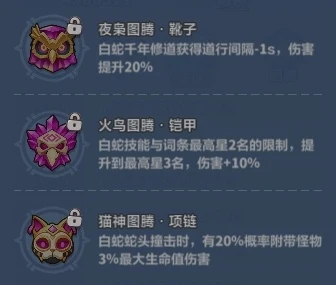 夜枭图腾·靴子
白蛇千年修道获得道行间隔-1s，伤害
提升20%
火鸟图腾·铠甲
白蛇技能与词条最高星2名的限制，提
升到最高星3名，伤害+10%
猫神图腾·项链
白蛇蛇头撞击时，有20%概率附带怪物
3%最大生命值伤害